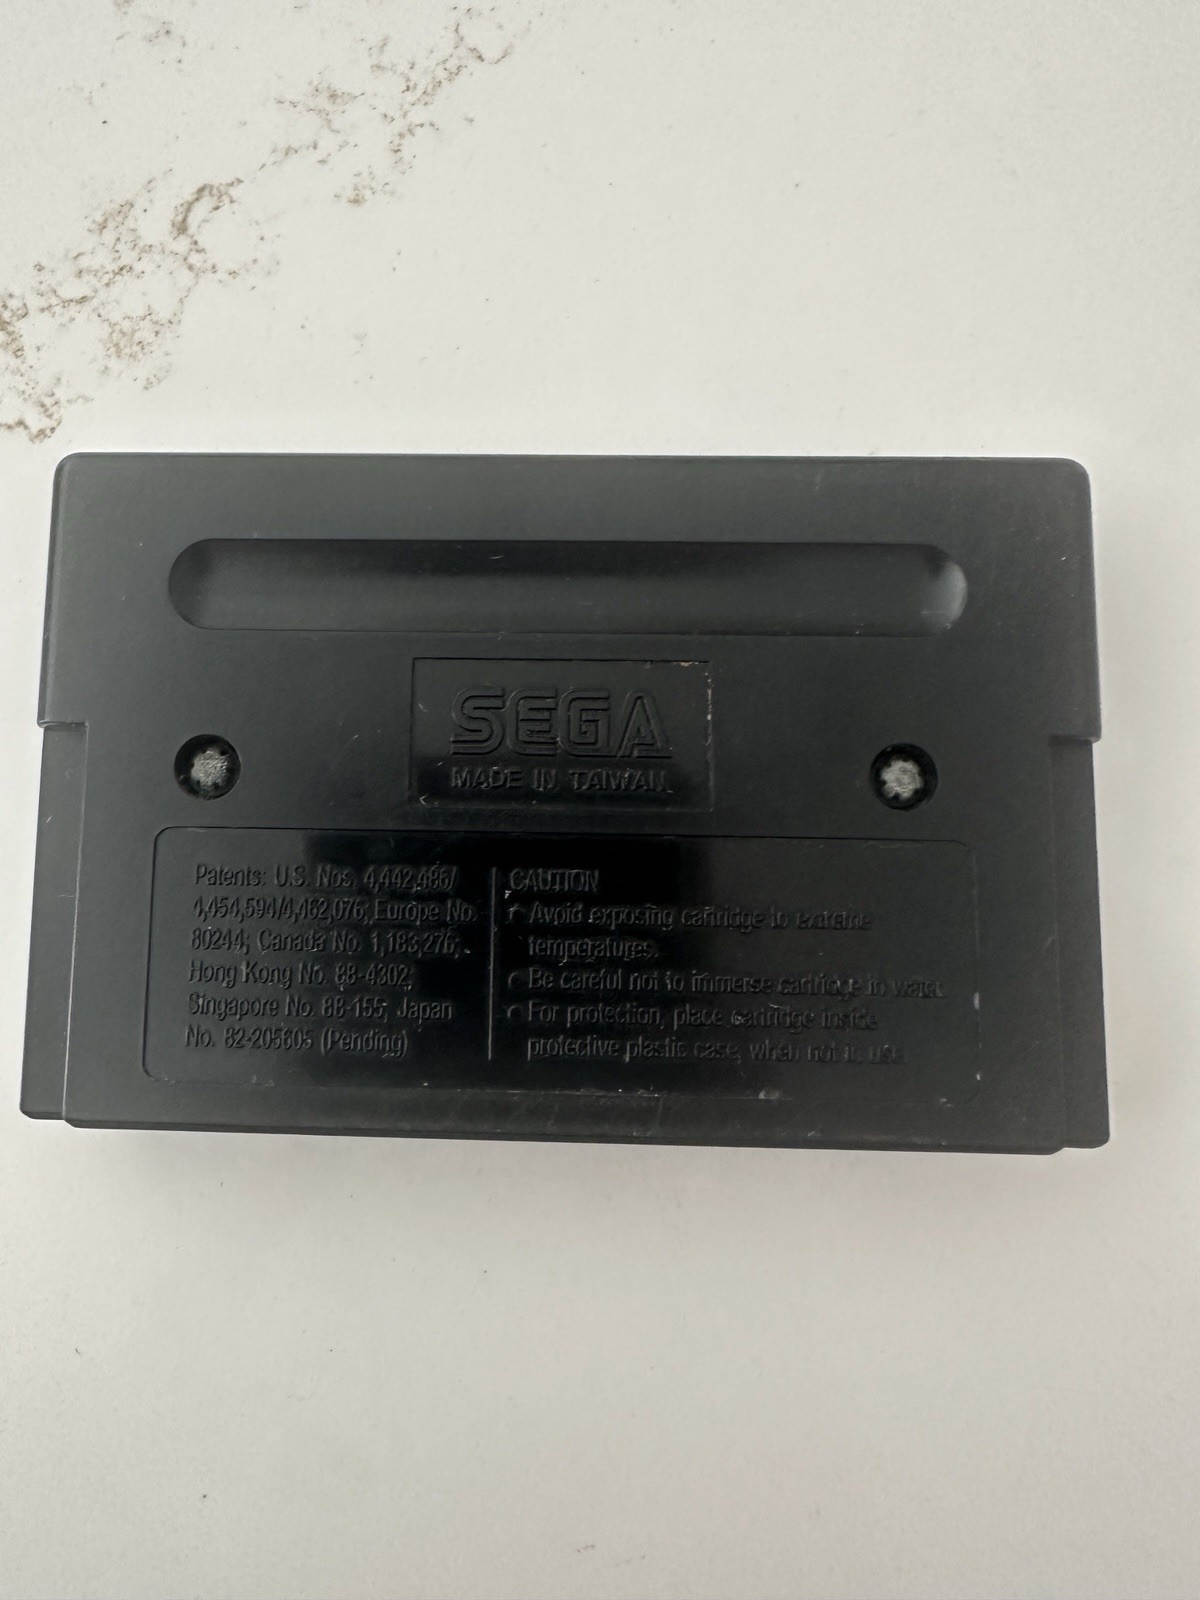 SEGA
MADE IN TAIWAN
Patents: U.S. Nos. 4,442,486/
4,454,594/4,462,076; Europe No.
80244; Canada No. 1,183,276;
Hong Kong No. 88-4302;
Singapore No. 88-155; Japan
No. 82-205605 (Pending)
CAUTION
Avoid exposing cartridge to extreme
temperatures.
Be careful not to immerse cartridge in water.
For protection, place cartridge inside
protective plastic case, when not in use.